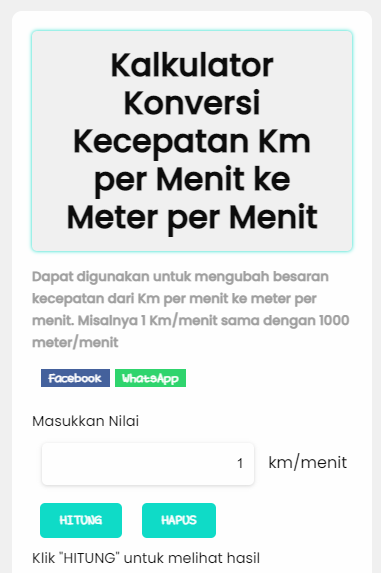 Kalkulator
Konversi
Kecepatan Km
per Menit ke
Meter per Menit
Dapat digunakan untuk mengubah besaran
kecepatan dari Km per menit ke meter per
menit. Misalnya 1 Km/menit sama dengan 1000
meter/menit
Facebook WhatsApp
Masukkan Nilai
1 km/menit
HITUNG HAPUS
Klik "HITUNG" untuk melihat hasil